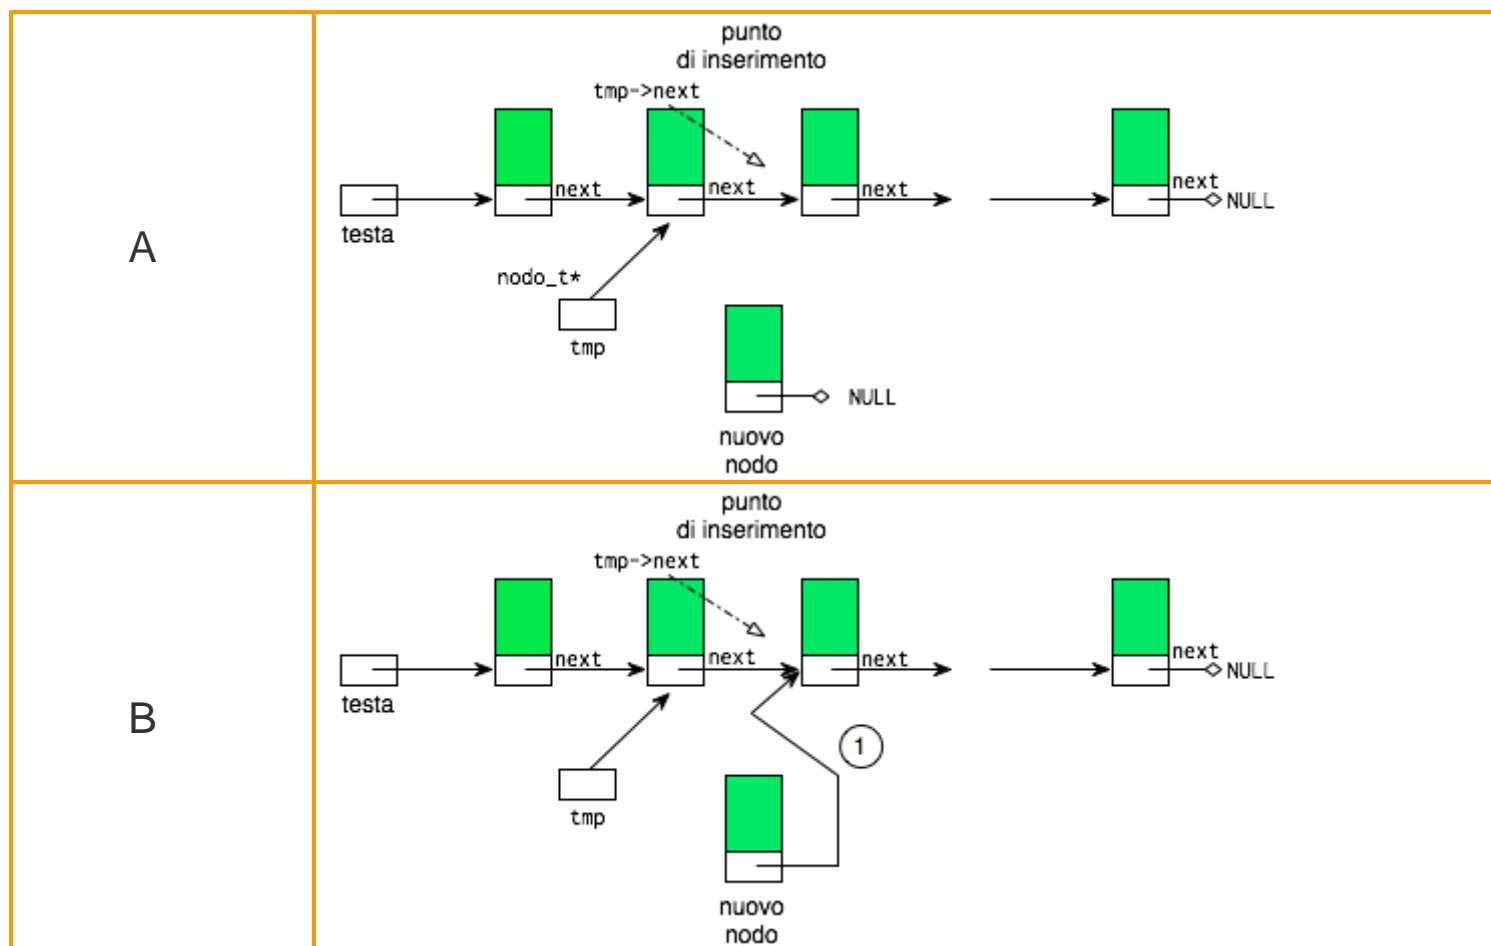 A
punto
di inserimento
tmp->next
next
next
next
next
NULL
testa
nodo_t*
tmp
NULL
nuovo
nodo
B
punto
di inserimento
tmp->next
next
next
next
next
NULL
testa
1
tmp
nuovo
nodo